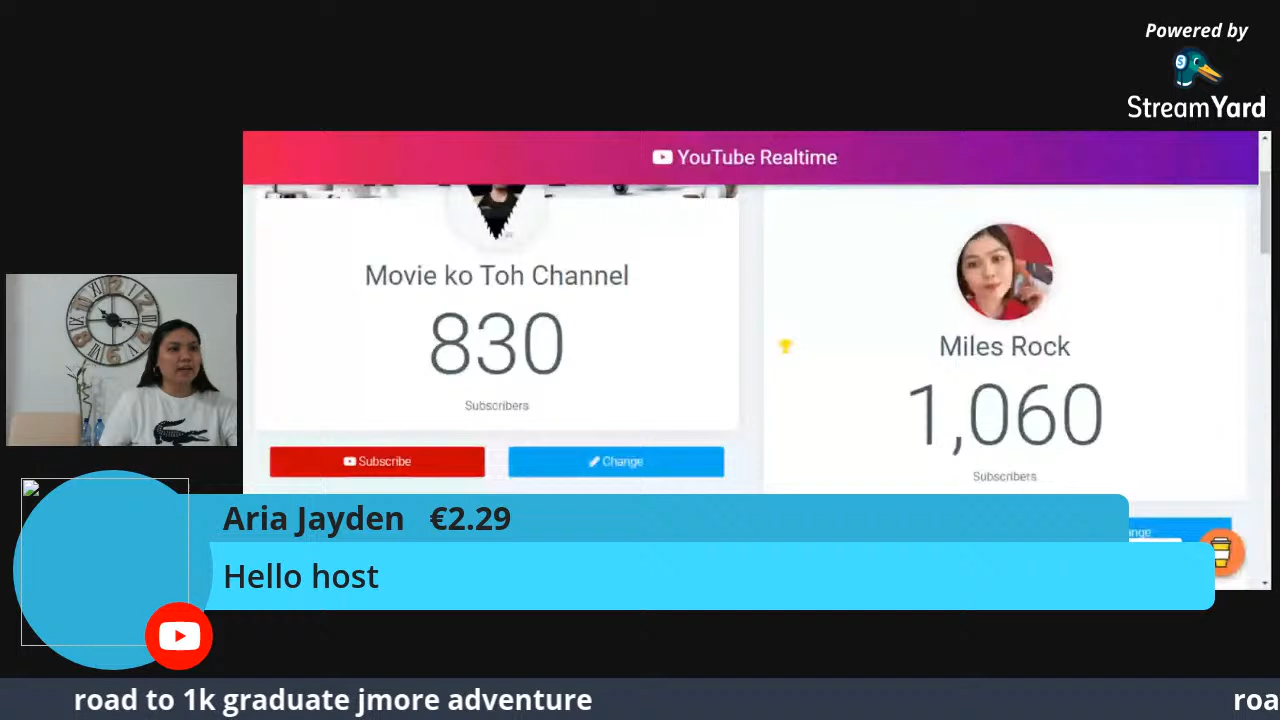 Powered by
StreamYard
YouTube Realtime
Movie ko Toh Channel
830
Subscribers
Subscribe
Change
Miles Rock
1,060
Subscribers
Aria Jayden €2.29
Hello host
road to 1k graduate jmore adventure
roa